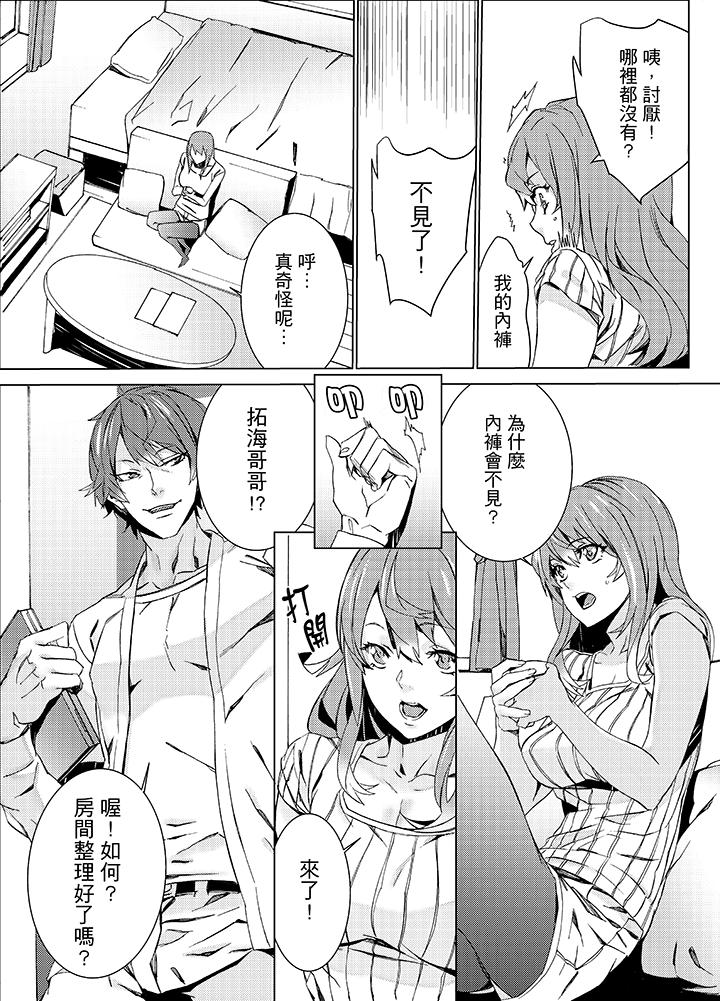 咦，討厭！
哪裡都沒有？
我的內褲
不見了！
呼…
真奇怪呢…
為什麼
內褲會不見？
叩
叩
打開
來了！
拓海哥哥!?
喔！如何？
房間整理好了嗎？